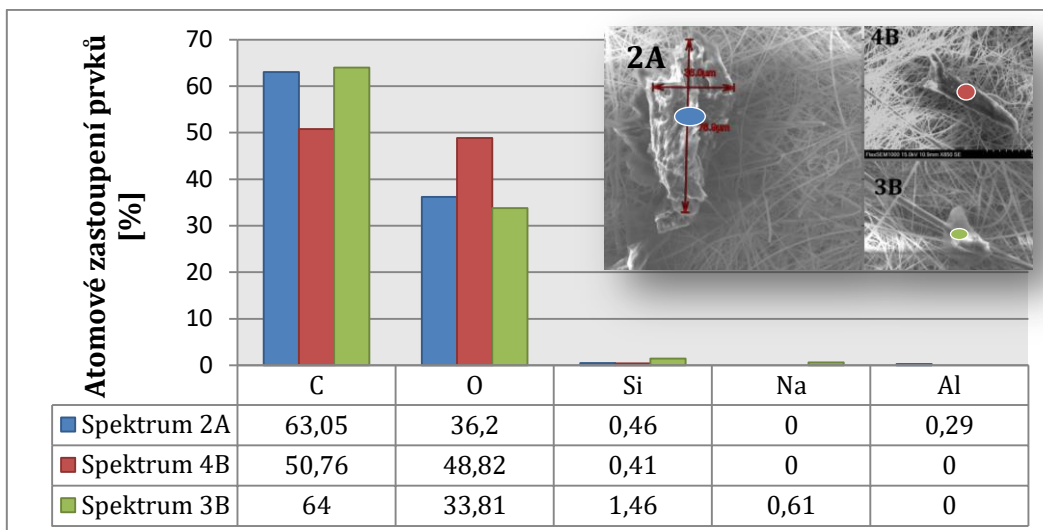 Atomové zastoupení prvků
[%]
70
60
50
40
30
20
10
0
2A
4B
3B
C O Si Na Al
Spektrum 2A 63,05 36,2 0,46 0 0,29
Spektrum 4B 50,76 48,82 0,41 0 0
Spektrum 3B 64 33,81 1,46 0,61 0